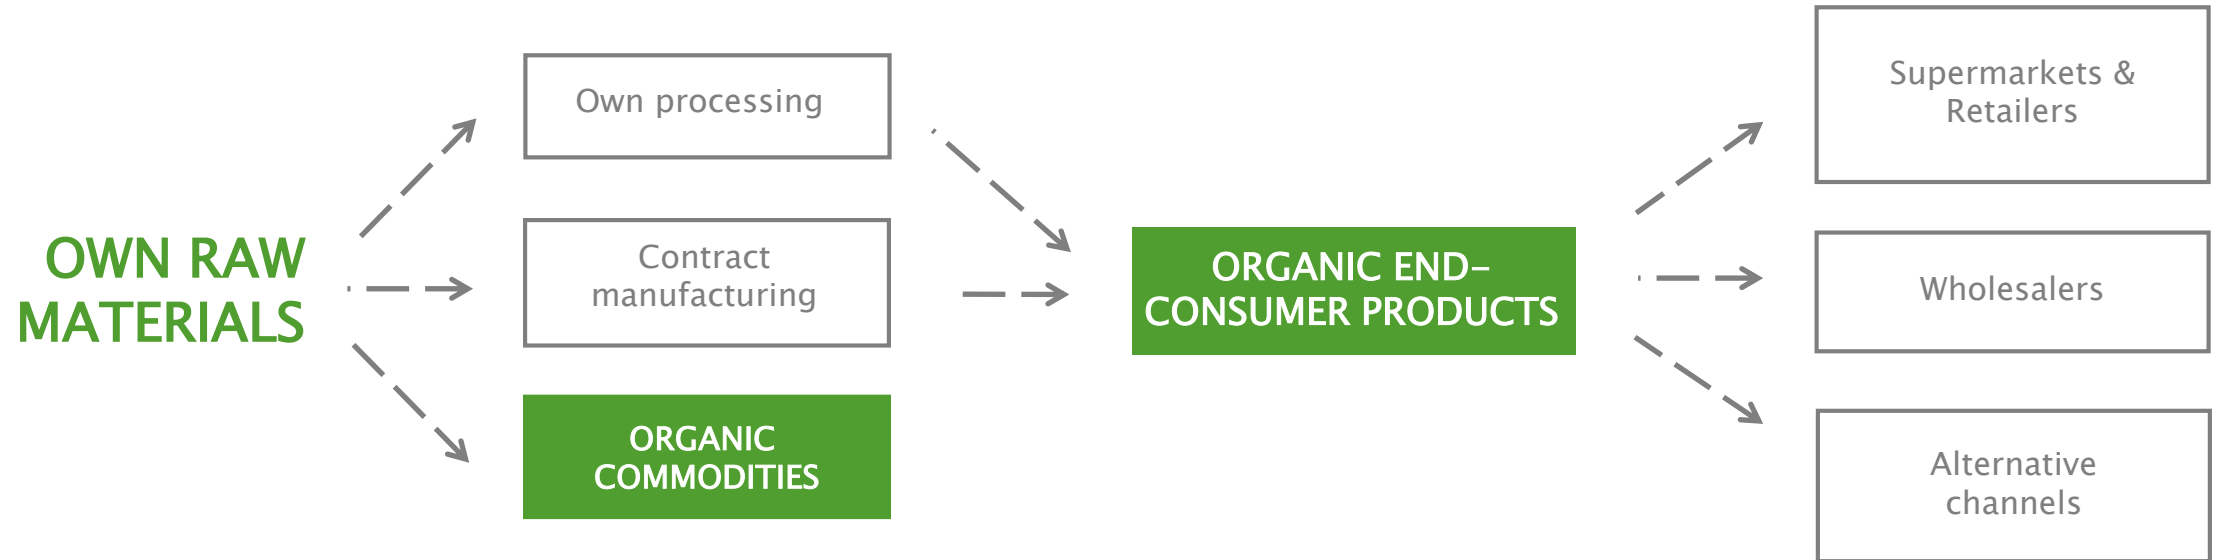 OWN RAW
MATERIALS
Own processing
Contract
manufacturing
ORGANIC
COMMODITIES
ORGANIC END-
CONSUMER PRODUCTS
Supermarkets &
Retailers
Wholesalers
Alternative
channels